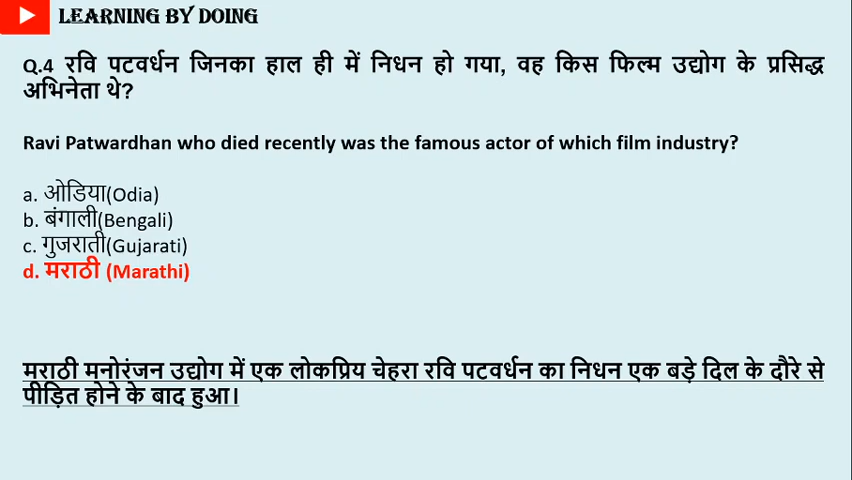 LEARNING BY DOING
Q.4 रवि पटवर्धन जिनका हाल ही में निधन हो गया, वह किस फिल्म उद्योग के प्रसिद्ध
अभिनेता थे?
Ravi Patwardhan who died recently was the famous actor of which film industry?
a. ओडिया(Odia)
b. बंगाली(Bengali)
c. गुजराती(Gujarati)
d. मराठी (Marathi)
मराठी मनोरंजन उद्योग में एक लोकप्रिय चेहरा रवि पटवर्धन का निधन एक बड़े दिल के दौरे से
पीड़ित होने के बाद हुआ।